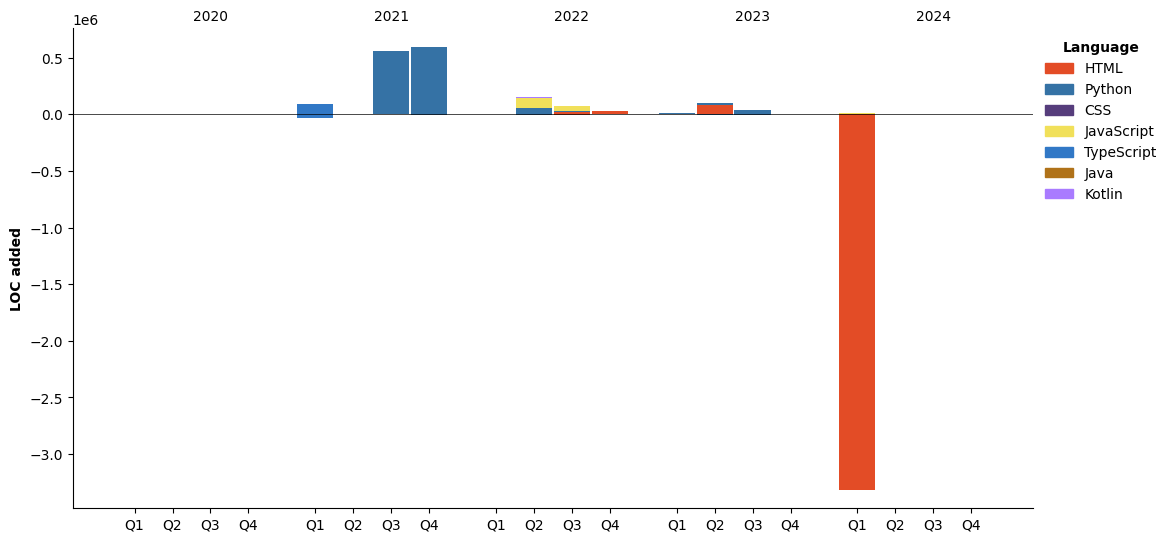 1e6
2020 2021 2022 2023 2024
LOC added
0.5
0.0
−0.5
−1.0
−1.5
−2.0
−2.5
−3.0
Q1 Q2 Q3 Q4 Q1 Q2 Q3 Q4 Q1 Q2 Q3 Q4 Q1 Q2 Q3 Q4 Q1 Q2 Q3 Q4
Language
HTML
Python
CSS
JavaScript
TypeScript
Java
Kotlin